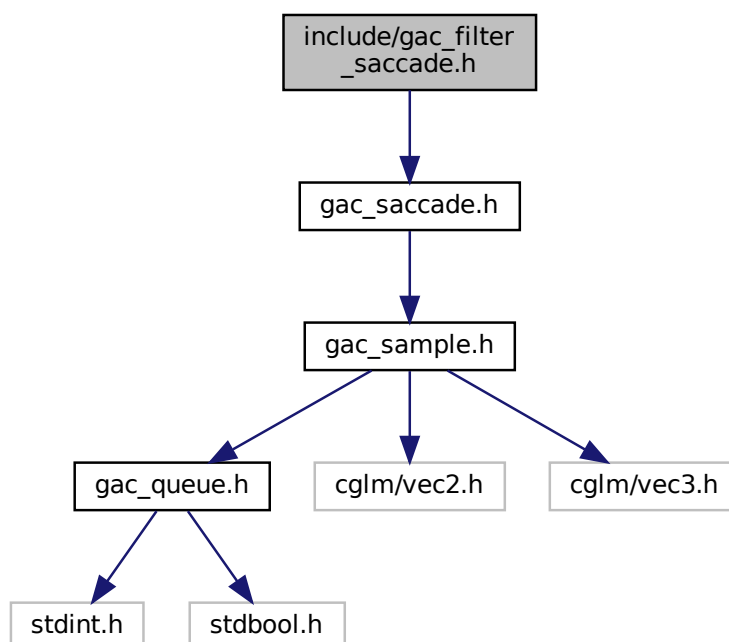 include/gac_filter
_saccade.h
gac_saccade.h
gac_sample.h
gac_queue.h
cglm/vec2.h
cglm/vec3.h
stdint.h
stdbool.h